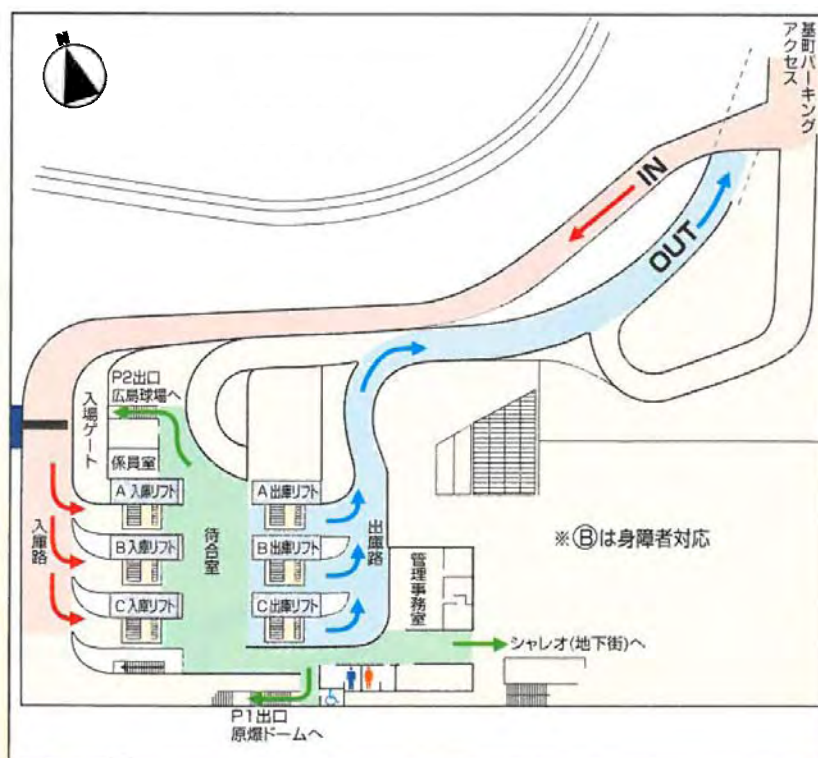 N
基町パーキング
アクセス
IN
OUT
P2出口
広島球場へ
入場ゲート
係員室
A 入庫リフト
A 出庫リフト
入庫路
待合室
出庫路
B 入庫リフト
B 出庫リフト
※Ⓑは身障者対応
管理事務室
C 入庫リフト
C 出庫リフト
シャレオ(地下街)へ
P1出口
原爆ドームへ